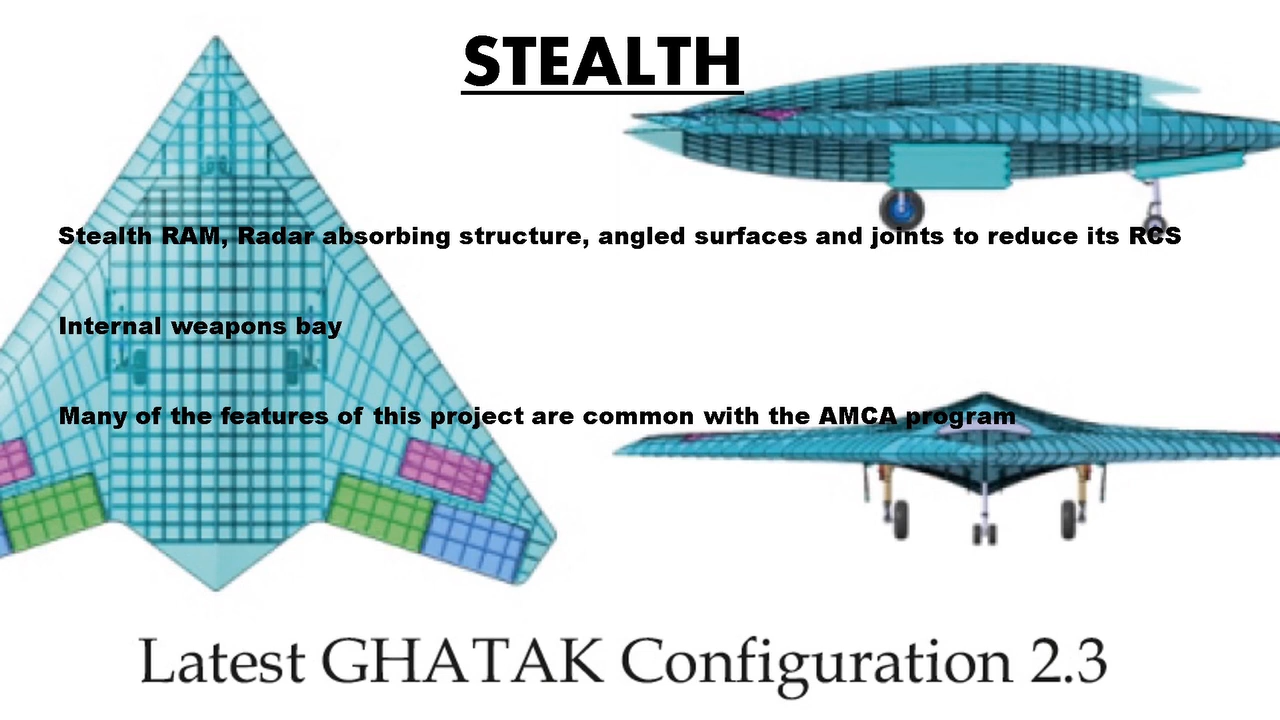 STEALTH
Stealth RAM, Radar absorbing structure, angled surfaces and joints to reduce its RCS
Internal weapons bay
Many of the features of this project are common with the AMCA program
Latest GHATAK Configuration 2.3